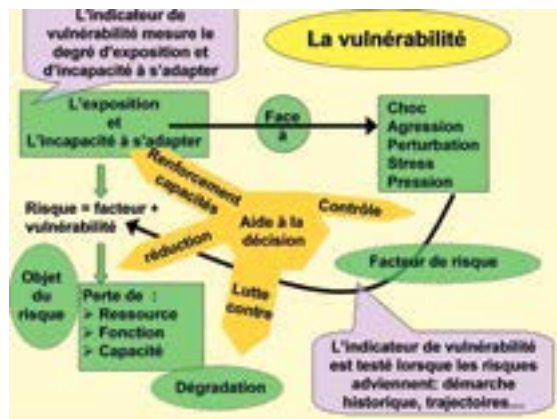 L'indicateur de
vulnérabilité mesure le
degré d'exposition et
d'incapacité à s'adapter
La vulnérabilité
L'exposition
et
L'incapacité à s'adapter
Face
à
Choc
Agression
Perturbation
Stress
Pression
Renforcement
capacités
Contrôle
Risque = facteur +
vulnérabilité
Aide à la
décision
réduction
Facteur de risque
Objet
du
risque
Lutte
contre
Perte de :
➢ Ressource
➢ Fonction
➢ Capacité
Dégradation
L'indicateur de vulnérabilité
est testé lorsque les risques
adviennent: démarche
historique, trajectoires…